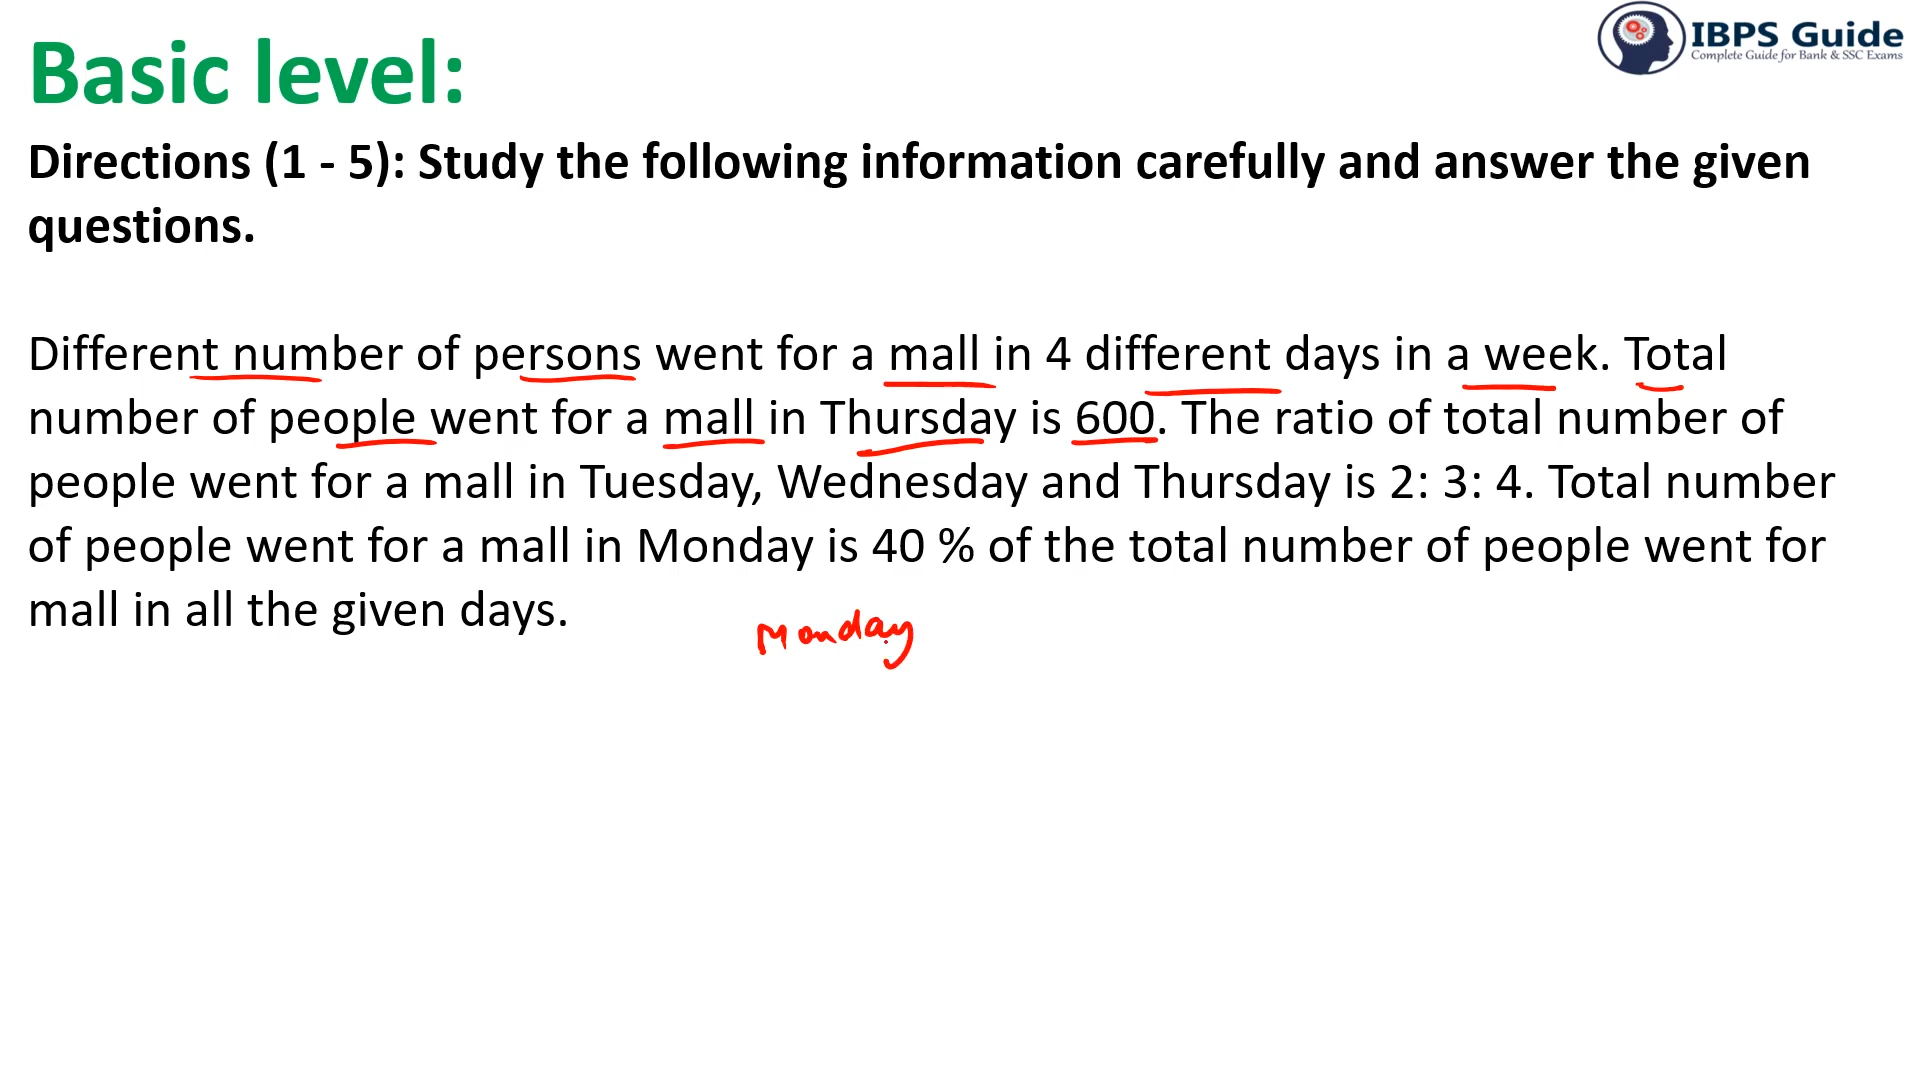 IBPS Guide
Complete Guide for Bank & SSC Exams
Basic level:
Directions (1 - 5): Study the following information carefully and answer the given
questions.
Different number of persons went for a mall in 4 different days in a week. Total
number of people went for a mall in Thursday is 600. The ratio of total number of
people went for a mall in Tuesday, Wednesday and Thursday is 2: 3: 4. Total number
of people went for a mall in Monday is 40 % of the total number of people went for
mall in all the given days.
Monday